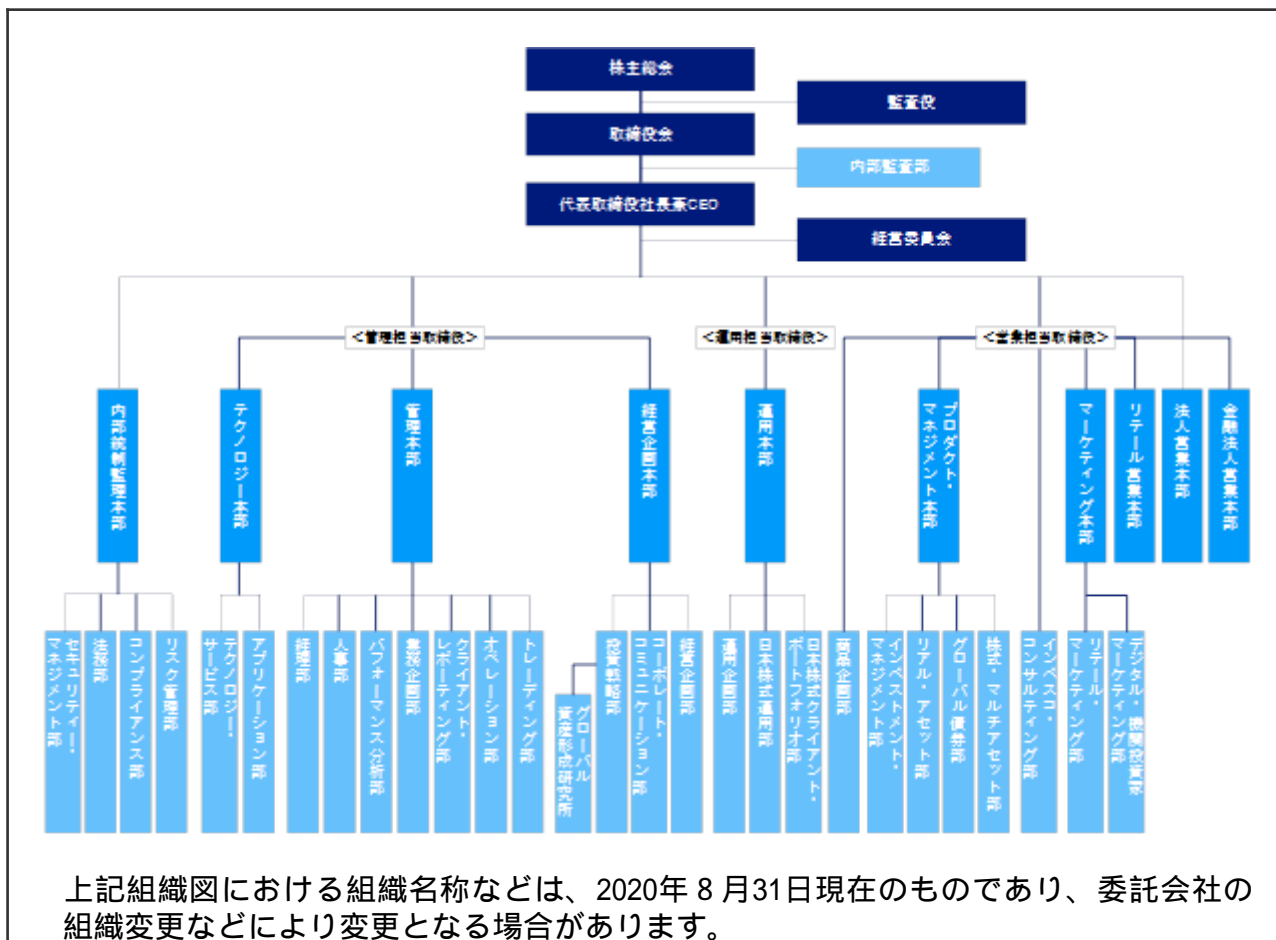 株主総会
監査役
取締役会
内部監査部
代表取締役社長兼CEO
経営委員会
＜管理担当取締役＞
＜運用担当取締役＞
＜営業担当取締役＞
内部統制監理本部
テクノロジー本部
管理本部
経営企画本部
運用本部
プロダクト・
マネジメント本部
マーケティング本部
リテール営業本部
法人営業本部
金融法人営業本部
セキュリティー・
マネジメント部
法務部
コンプライアンス部
リスク管理部
テクノロジー・
サービス部
アプリケーション部
経理部
人事部
パフォーマンス分析部
業務企画部
クライアント・
レポーティング部
オペレーション部
トレーディング部
グローバル
資産形成研究所
投資戦略部
コーポレート・
コミュニケーション部
経営企画部
運用企画部
日本株式運用部
日本株式クライアント・
ポートフォリオ部
商品企画部
インベストメント・
マネジメント部
リアル・アセット部
グローバル債券部
株式・マルチアセット部
インベスコ・
コンサルティング部
リテール・
マーケティング部
デジタル・機関投資家
マーケティング部
上記組織図における組織名称などは、2020年８月31日現在のものであり、委託会社の
組織変更などにより変更となる場合があります。